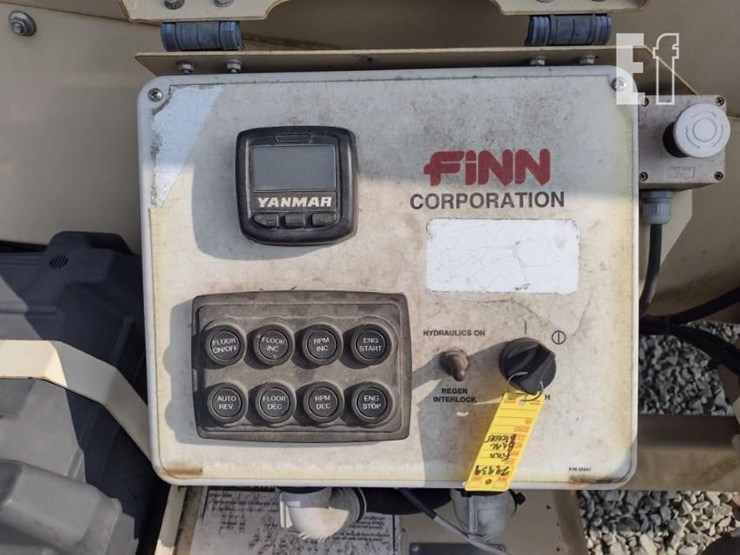 Ef
FINN
CORPORATION
YANMAR
FLOOR
ON/OFF
FLOOR
INC
RPM
INC
ENG
START
AUTO
REV.
FLOOR
DEC
RPM
DEC
ENG
STOP
HYDRAULICS ON
REGEN
INTERLOCK
I
H